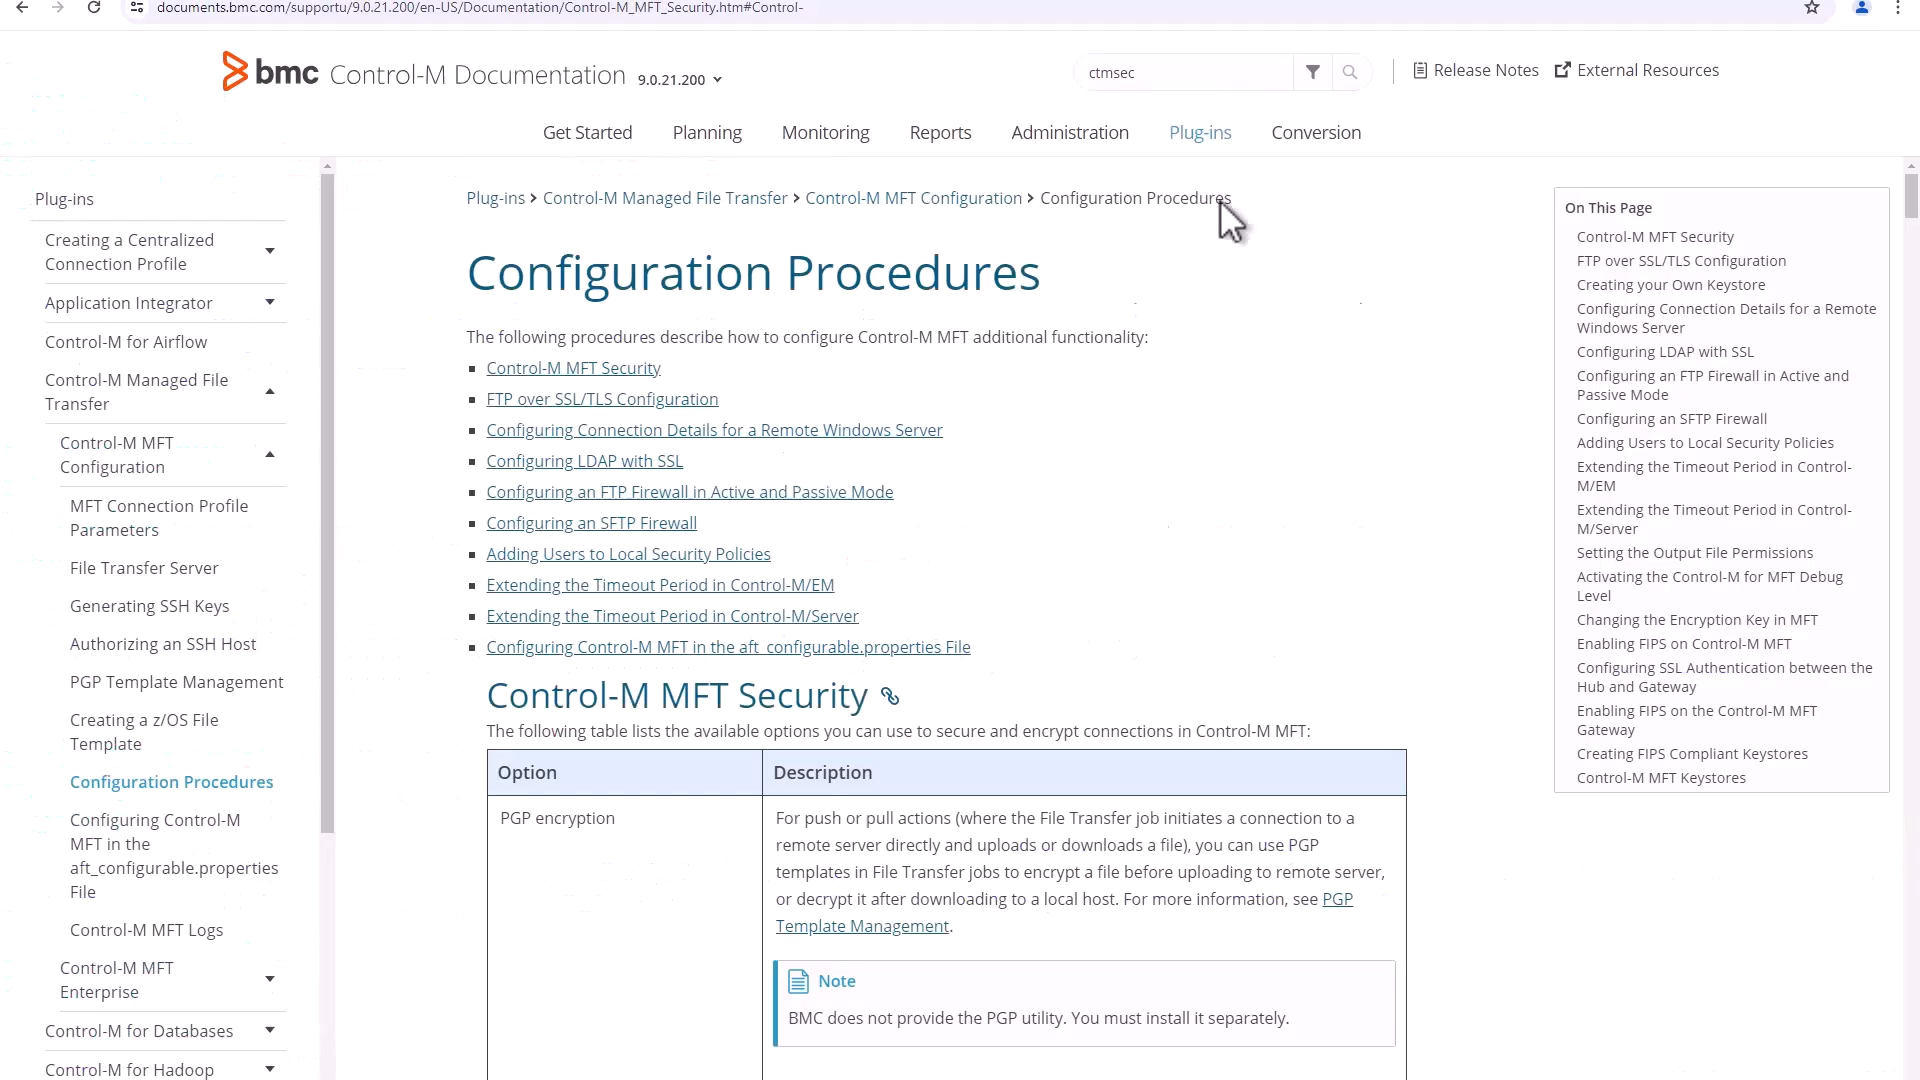 documents.bmc.com/supportu/9.0.21.200/en-US/Documentation/Control-M_MFT_Security.htm#Control-
bmc Control-M Documentation 9.0.21.200
ctmsec
Release Notes
External Resources
Get Started
Planning
Monitoring
Reports
Administration
Plug-ins
Conversion
Plug-ins
Creating a Centralized
Connection Profile
Application Integrator
Control-M for Airflow
Control-M Managed File
Transfer
Control-M MFT
Configuration
MFT Connection Profile
Parameters
File Transfer Server
Generating SSH Keys
Authorizing an SSH Host
PGP Template Management
Creating a z/OS File
Template
Configuration Procedures
Configuring Control-M
MFT in the
aft_configurable.properties
File
Control-M MFT Logs
Control-M MFT
Enterprise
Control-M for Databases
Control-M for Hadoop
Plug-ins > Control-M Managed File Transfer > Control-M MFT Configuration > Configuration Procedures
Configuration Procedures
The following procedures describe how to configure Control-M MFT additional functionality:
Control-M MFT Security
FTP over SSL/TLS Configuration
Configuring Connection Details for a Remote Windows Server
Configuring LDAP with SSL
Configuring an FTP Firewall in Active and Passive Mode
Configuring an SFTP Firewall
Adding Users to Local Security Policies
Extending the Timeout Period in Control-M/EM
Extending the Timeout Period in Control-M/Server
Configuring Control-M MFT in the aft_configurable.properties File
Control-M MFT Security
The following table lists the available options you can use to secure and encrypt connections in Control-M MFT:
Option
Description
PGP encryption
For push or pull actions (where the File Transfer job initiates a connection to a
remote server directly and uploads or downloads a file), you can use PGP
templates in File Transfer jobs to encrypt a file before uploading to remote server,
or decrypt it after downloading to a local host. For more information, see PGP
Template Management.
Note
BMC does not provide the PGP utility. You must install it separately.
On This Page
Control-M MFT Security
FTP over SSL/TLS Configuration
Creating your Own Keystore
Configuring Connection Details for a Remote
Windows Server
Configuring LDAP with SSL
Configuring an FTP Firewall in Active and
Passive Mode
Configuring an SFTP Firewall
Adding Users to Local Security Policies
Extending the Timeout Period in Control-
M/EM
Extending the Timeout Period in Control-
M/Server
Setting the Output File Permissions
Activating the Control-M for MFT Debug
Level
Changing the Encryption Key in MFT
Enabling FIPS on Control-M MFT
Configuring SSL Authentication between the
Hub and Gateway
Enabling FIPS on the Control-M MFT
Gateway
Creating FIPS Compliant Keystores
Control-M MFT Keystores